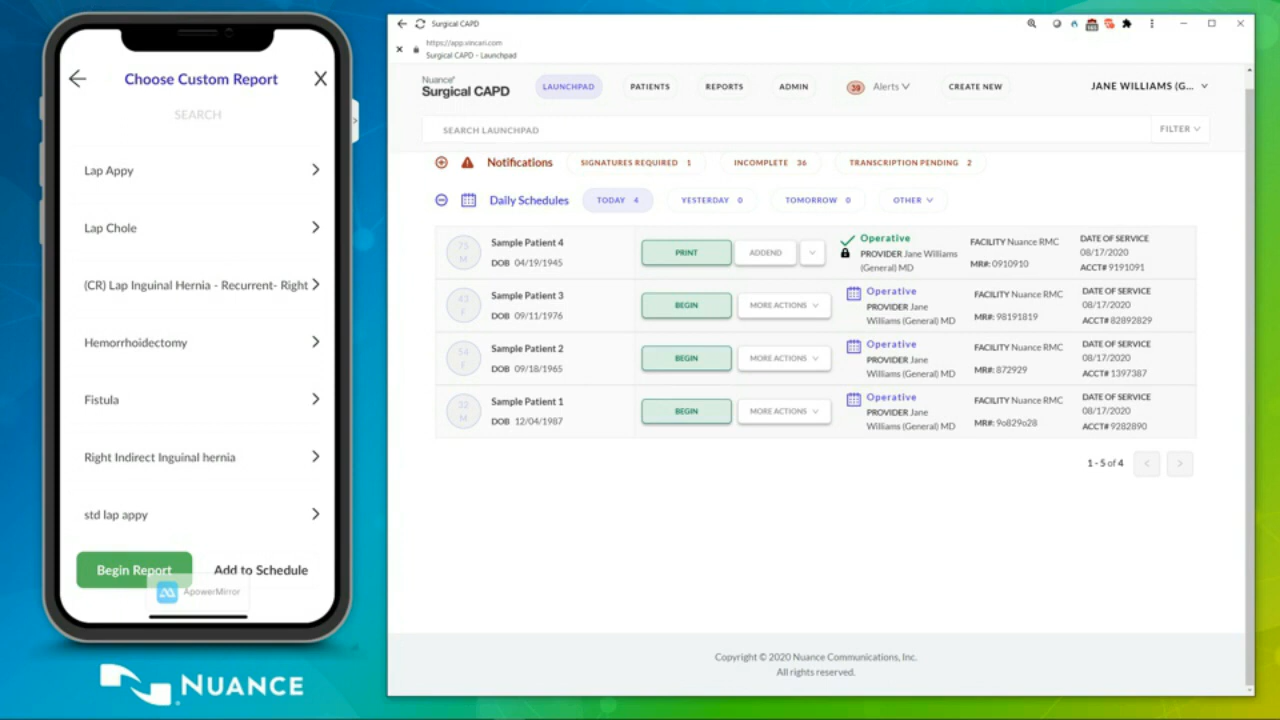 Choose Custom Report
SEARCH
Lap Appy
Lap Chole
(CR) Lap Inguinal Hernia - Recurrent- Right
Hemorrhoidectomy
Fistula
Right Indirect Inguinal hernia
std lap appy
Begin Report
Add to Schedule
ApowerMirror
NUANCE
Surgical CAPD
https://app.vincari.com
Surgical CAPD - Launchpad
Nuance®
Surgical CAPD
LAUNCHPAD
PATIENTS
REPORTS
ADMIN
39 Alerts
CREATE NEW
JANE WILLIAMS (G...
SEARCH LAUNCHPAD
FILTER
Notifications
SIGNATURES REQUIRED 1
INCOMPLETE 36
TRANSCRIPTION PENDING 2
Daily Schedules
TODAY 4
YESTERDAY 0
TOMORROW 0
OTHER
75
M
Sample Patient 4
DOB 04/19/1945
PRINT
ADDEND
Operative
PROVIDER Jane Williams
(General) MD
FACILITY Nuance RMC
MR#: 0910910
DATE OF SERVICE
08/17/2020
ACCT# 9191091
43
F
Sample Patient 3
DOB 09/11/1976
BEGIN
MORE ACTIONS
Operative
PROVIDER Jane
Williams (General) MD
FACILITY Nuance RMC
MR#: 98191819
DATE OF SERVICE
08/17/2020
ACCT# 82892829
54
F
Sample Patient 2
DOB 09/18/1965
BEGIN
MORE ACTIONS
Operative
PROVIDER Jane
Williams (General) MD
FACILITY Nuance RMC
MR#: 872929
DATE OF SERVICE
08/17/2020
ACCT# 1397387
32
M
Sample Patient 1
DOB 12/04/1987
BEGIN
MORE ACTIONS
Operative
PROVIDER Jane
Williams (General) MD
FACILITY Nuance RMC
MR#: 9o829o28
DATE OF SERVICE
08/17/2020
ACCT# 9282890
1 - 5 of 4
Copyright © 2020 Nuance Communications, Inc.
All rights reserved.